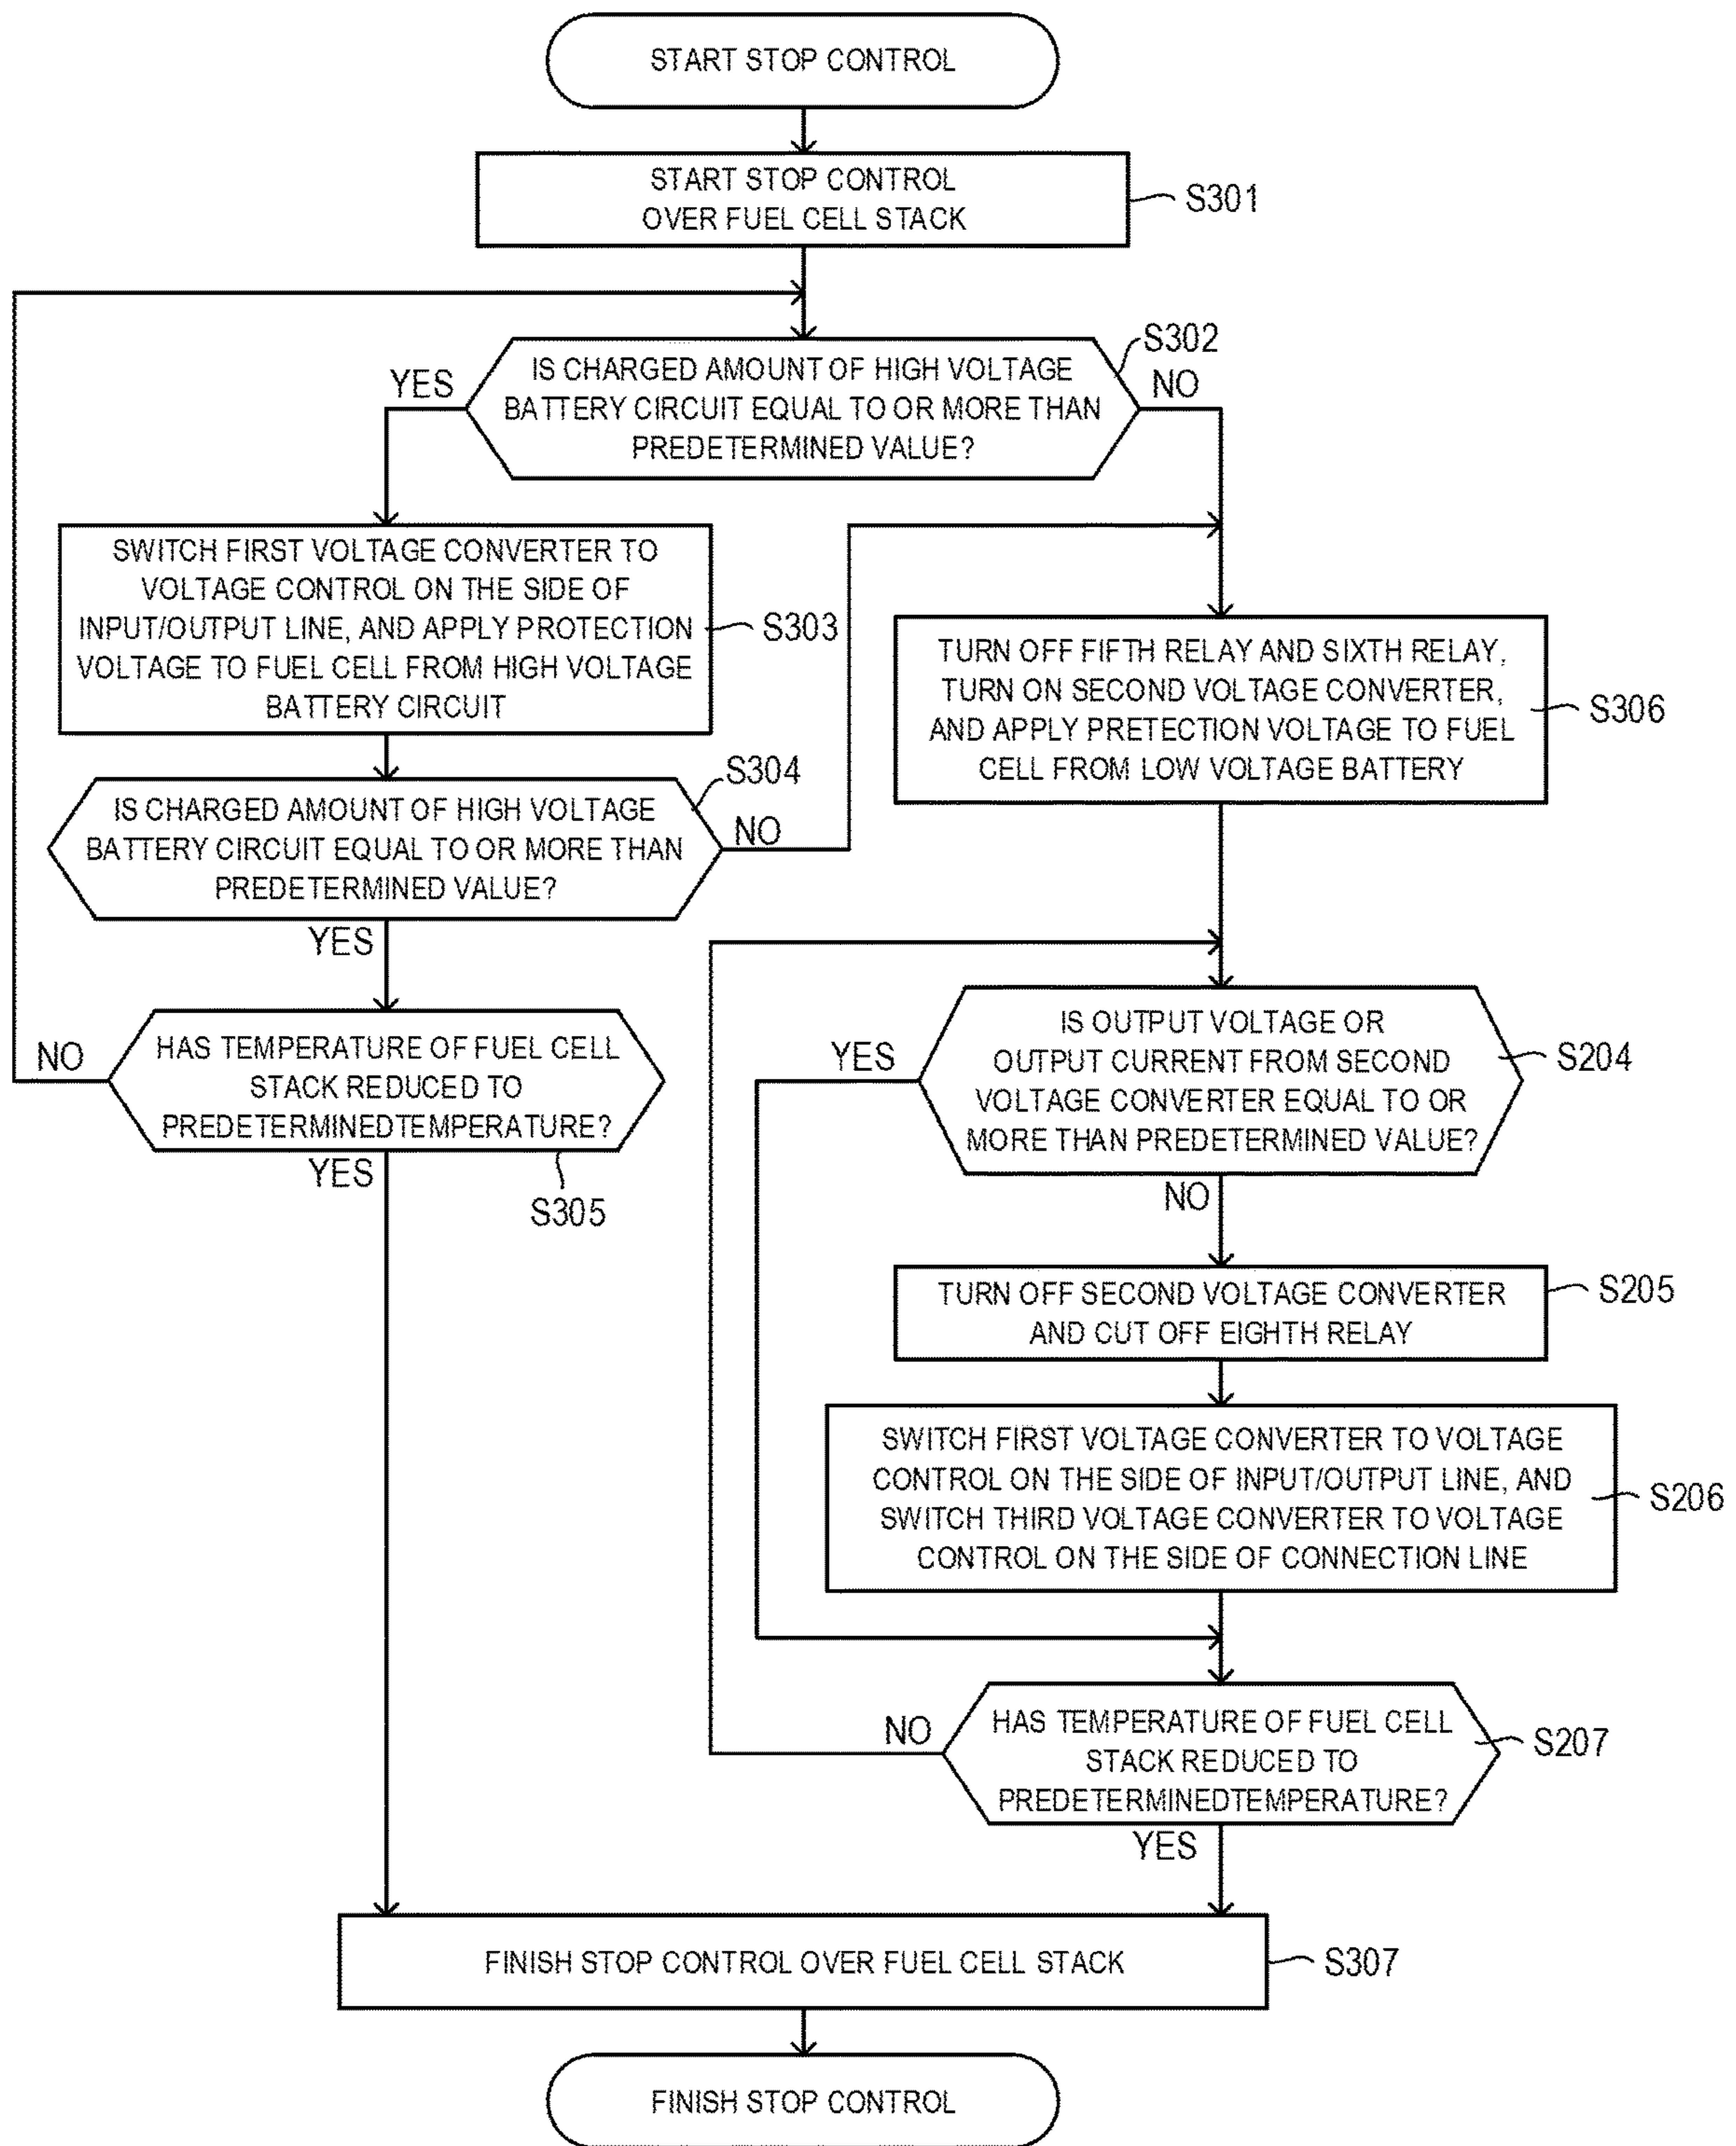 START STOP CONTROL
START STOP CONTROL
OVER FUEL CELL STACK
S301
S302
IS CHARGED AMOUNT OF HIGH VOLTAGE
BATTERY CIRCUIT EQUAL TO OR MORE THAN
PREDETERMINED VALUE?
YES
NO
SWITCH FIRST VOLTAGE CONVERTER TO
VOLTAGE CONTROL ON THE SIDE OF
INPUT/OUTPUT LINE, AND APPLY PROTECTION
VOLTAGE TO FUEL CELL FROM HIGH VOLTAGE
BATTERY CIRCUIT
S303
TURN OFF FIFTH RELAY AND SIXTH RELAY,
TURN ON SECOND VOLTAGE CONVERTER,
AND APPLY PRETECTION VOLTAGE TO FUEL
CELL FROM LOW VOLTAGE BATTERY
S306
S304
IS CHARGED AMOUNT OF HIGH VOLTAGE
BATTERY CIRCUIT EQUAL TO OR MORE THAN
PREDETERMINED VALUE?
NO
YES
HAS TEMPERATURE OF FUEL CELL
STACK REDUCED TO
PREDETERMINEDTEMPERATURE?
NO
YES
S305
IS OUTPUT VOLTAGE OR
OUTPUT CURRENT FROM SECOND
VOLTAGE CONVERTER EQUAL TO OR
MORE THAN PREDETERMINED VALUE?
YES
S204
NO
TURN OFF SECOND VOLTAGE CONVERTER
AND CUT OFF EIGHTH RELAY
S205
SWITCH FIRST VOLTAGE CONVERTER TO VOLTAGE
CONTROL ON THE SIDE OF INPUT/OUTPUT LINE, AND
SWITCH THIRD VOLTAGE CONVERTER TO VOLTAGE
CONTROL ON THE SIDE OF CONNECTION LINE
S206
NO
HAS TEMPERATURE OF FUEL CELL
STACK REDUCED TO
PREDETERMINEDTEMPERATURE?
S207
YES
FINISH STOP CONTROL OVER FUEL CELL STACK
S307
FINISH STOP CONTROL